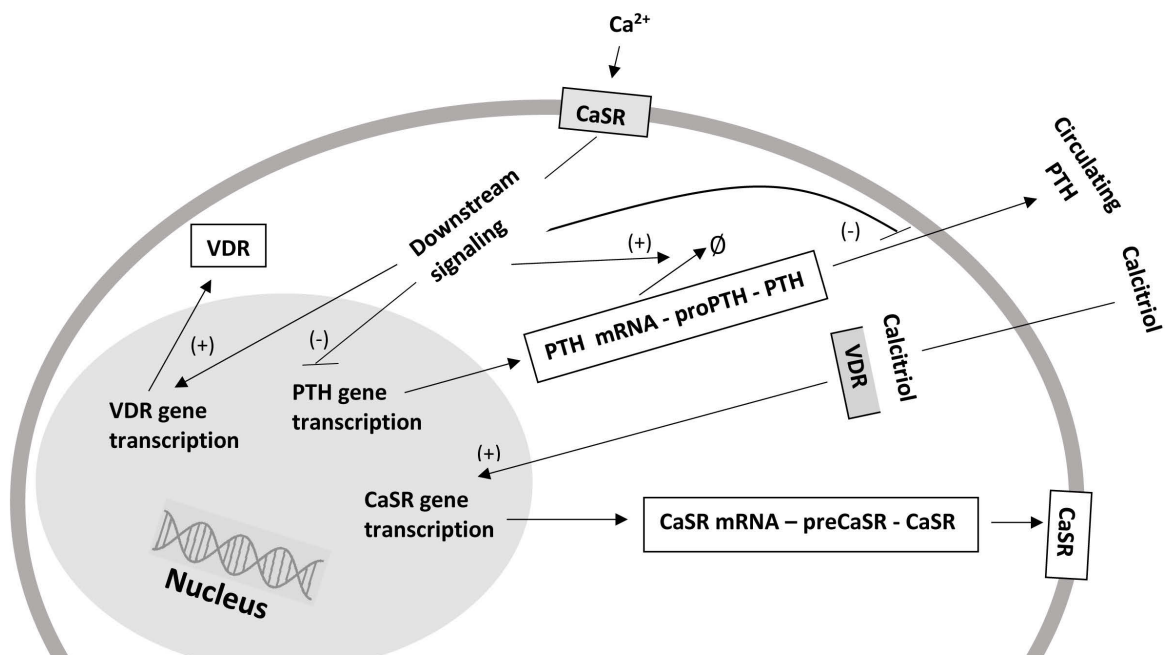 Ca²⁺
CaSR
Circulating
PTH
Downstream
signaling
VDR
(+)
Ø
(-)
Calcitriol
PTH mRNA - proPTH - PTH
(+)
(-)
VDR
Calcitriol
PTH gene
transcription
VDR gene
transcription
(+)
CaSR gene
transcription
CaSR mRNA – preCaSR - CaSR
CaSR
Nucleus